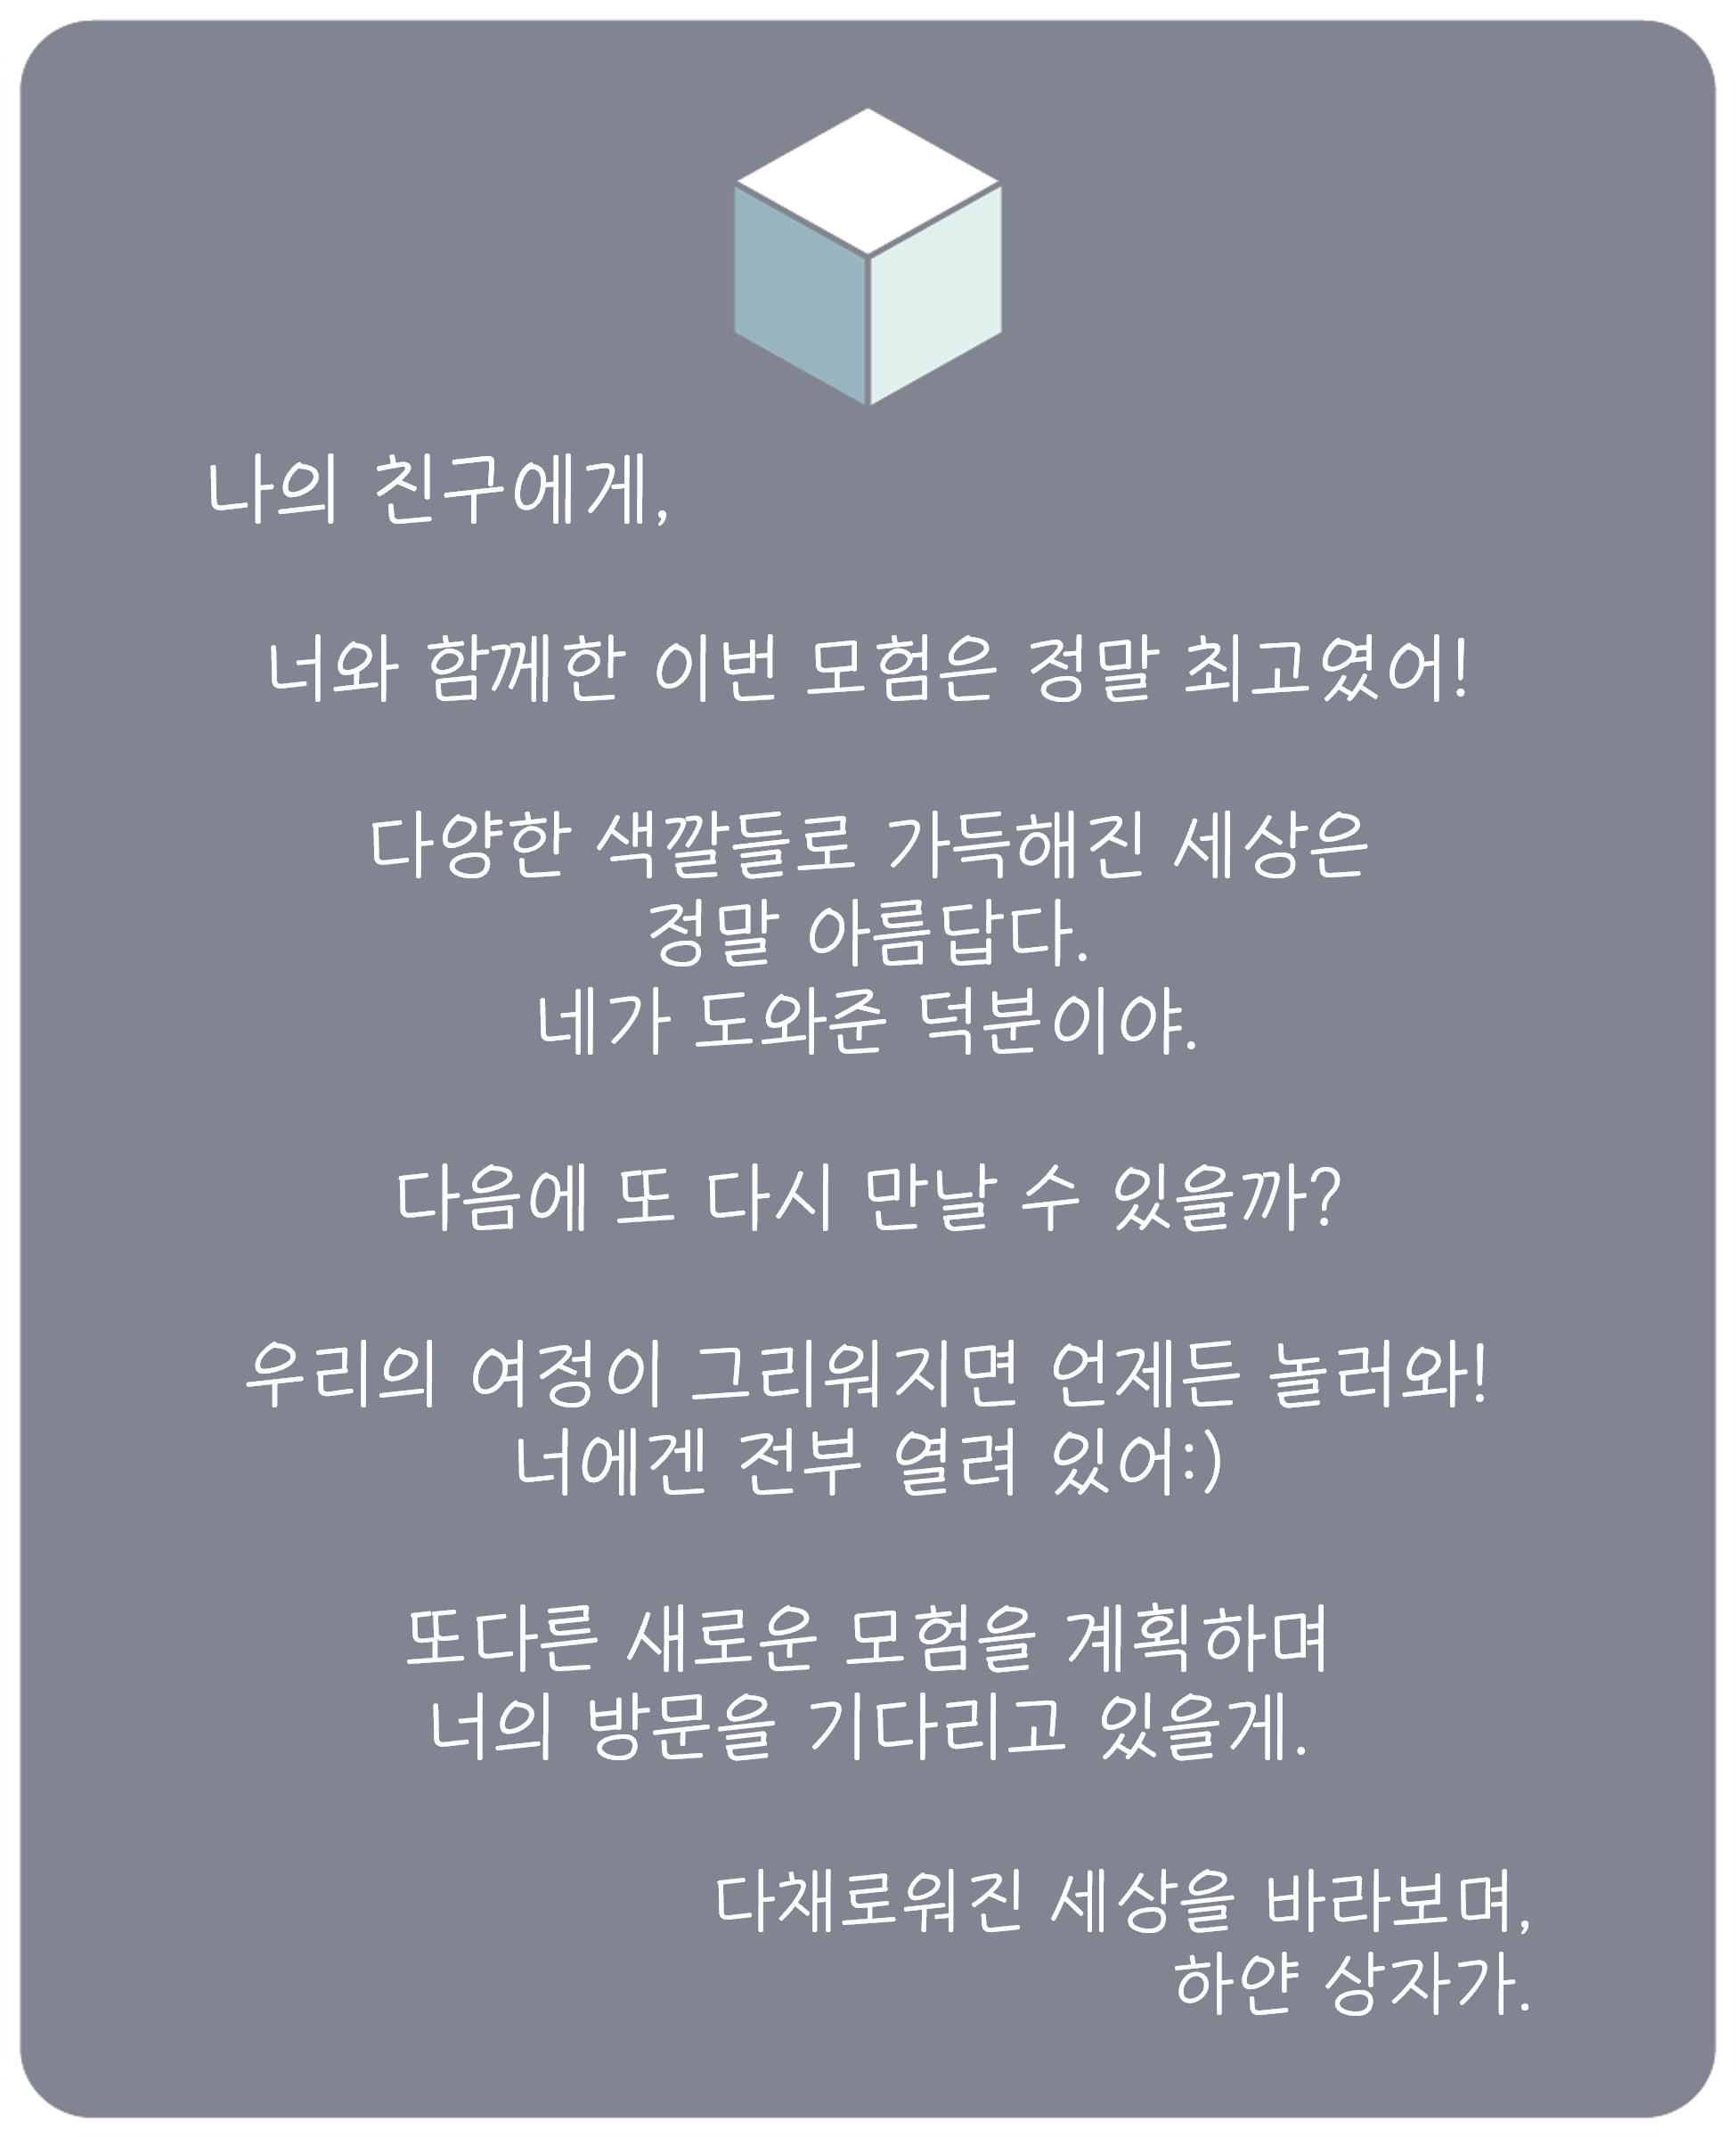 나의 친구에게,
너와 함께한 이번 모험은 정말 최고였어!
다양한 색깔들로 가득해진 세상은
정말 아름답다.
네가 도와준 덕분이야.
다음에 또 다시 만날 수 있을까?
우리의 여정이 그리워지면 언제든 놀러와!
너에겐 전부 열려 있어:)
또다른 새로운 모험을 계획하며
너의 방문을 기다리고 있을게.
다채로워진 세상을 바라보며,
하얀 상자가.